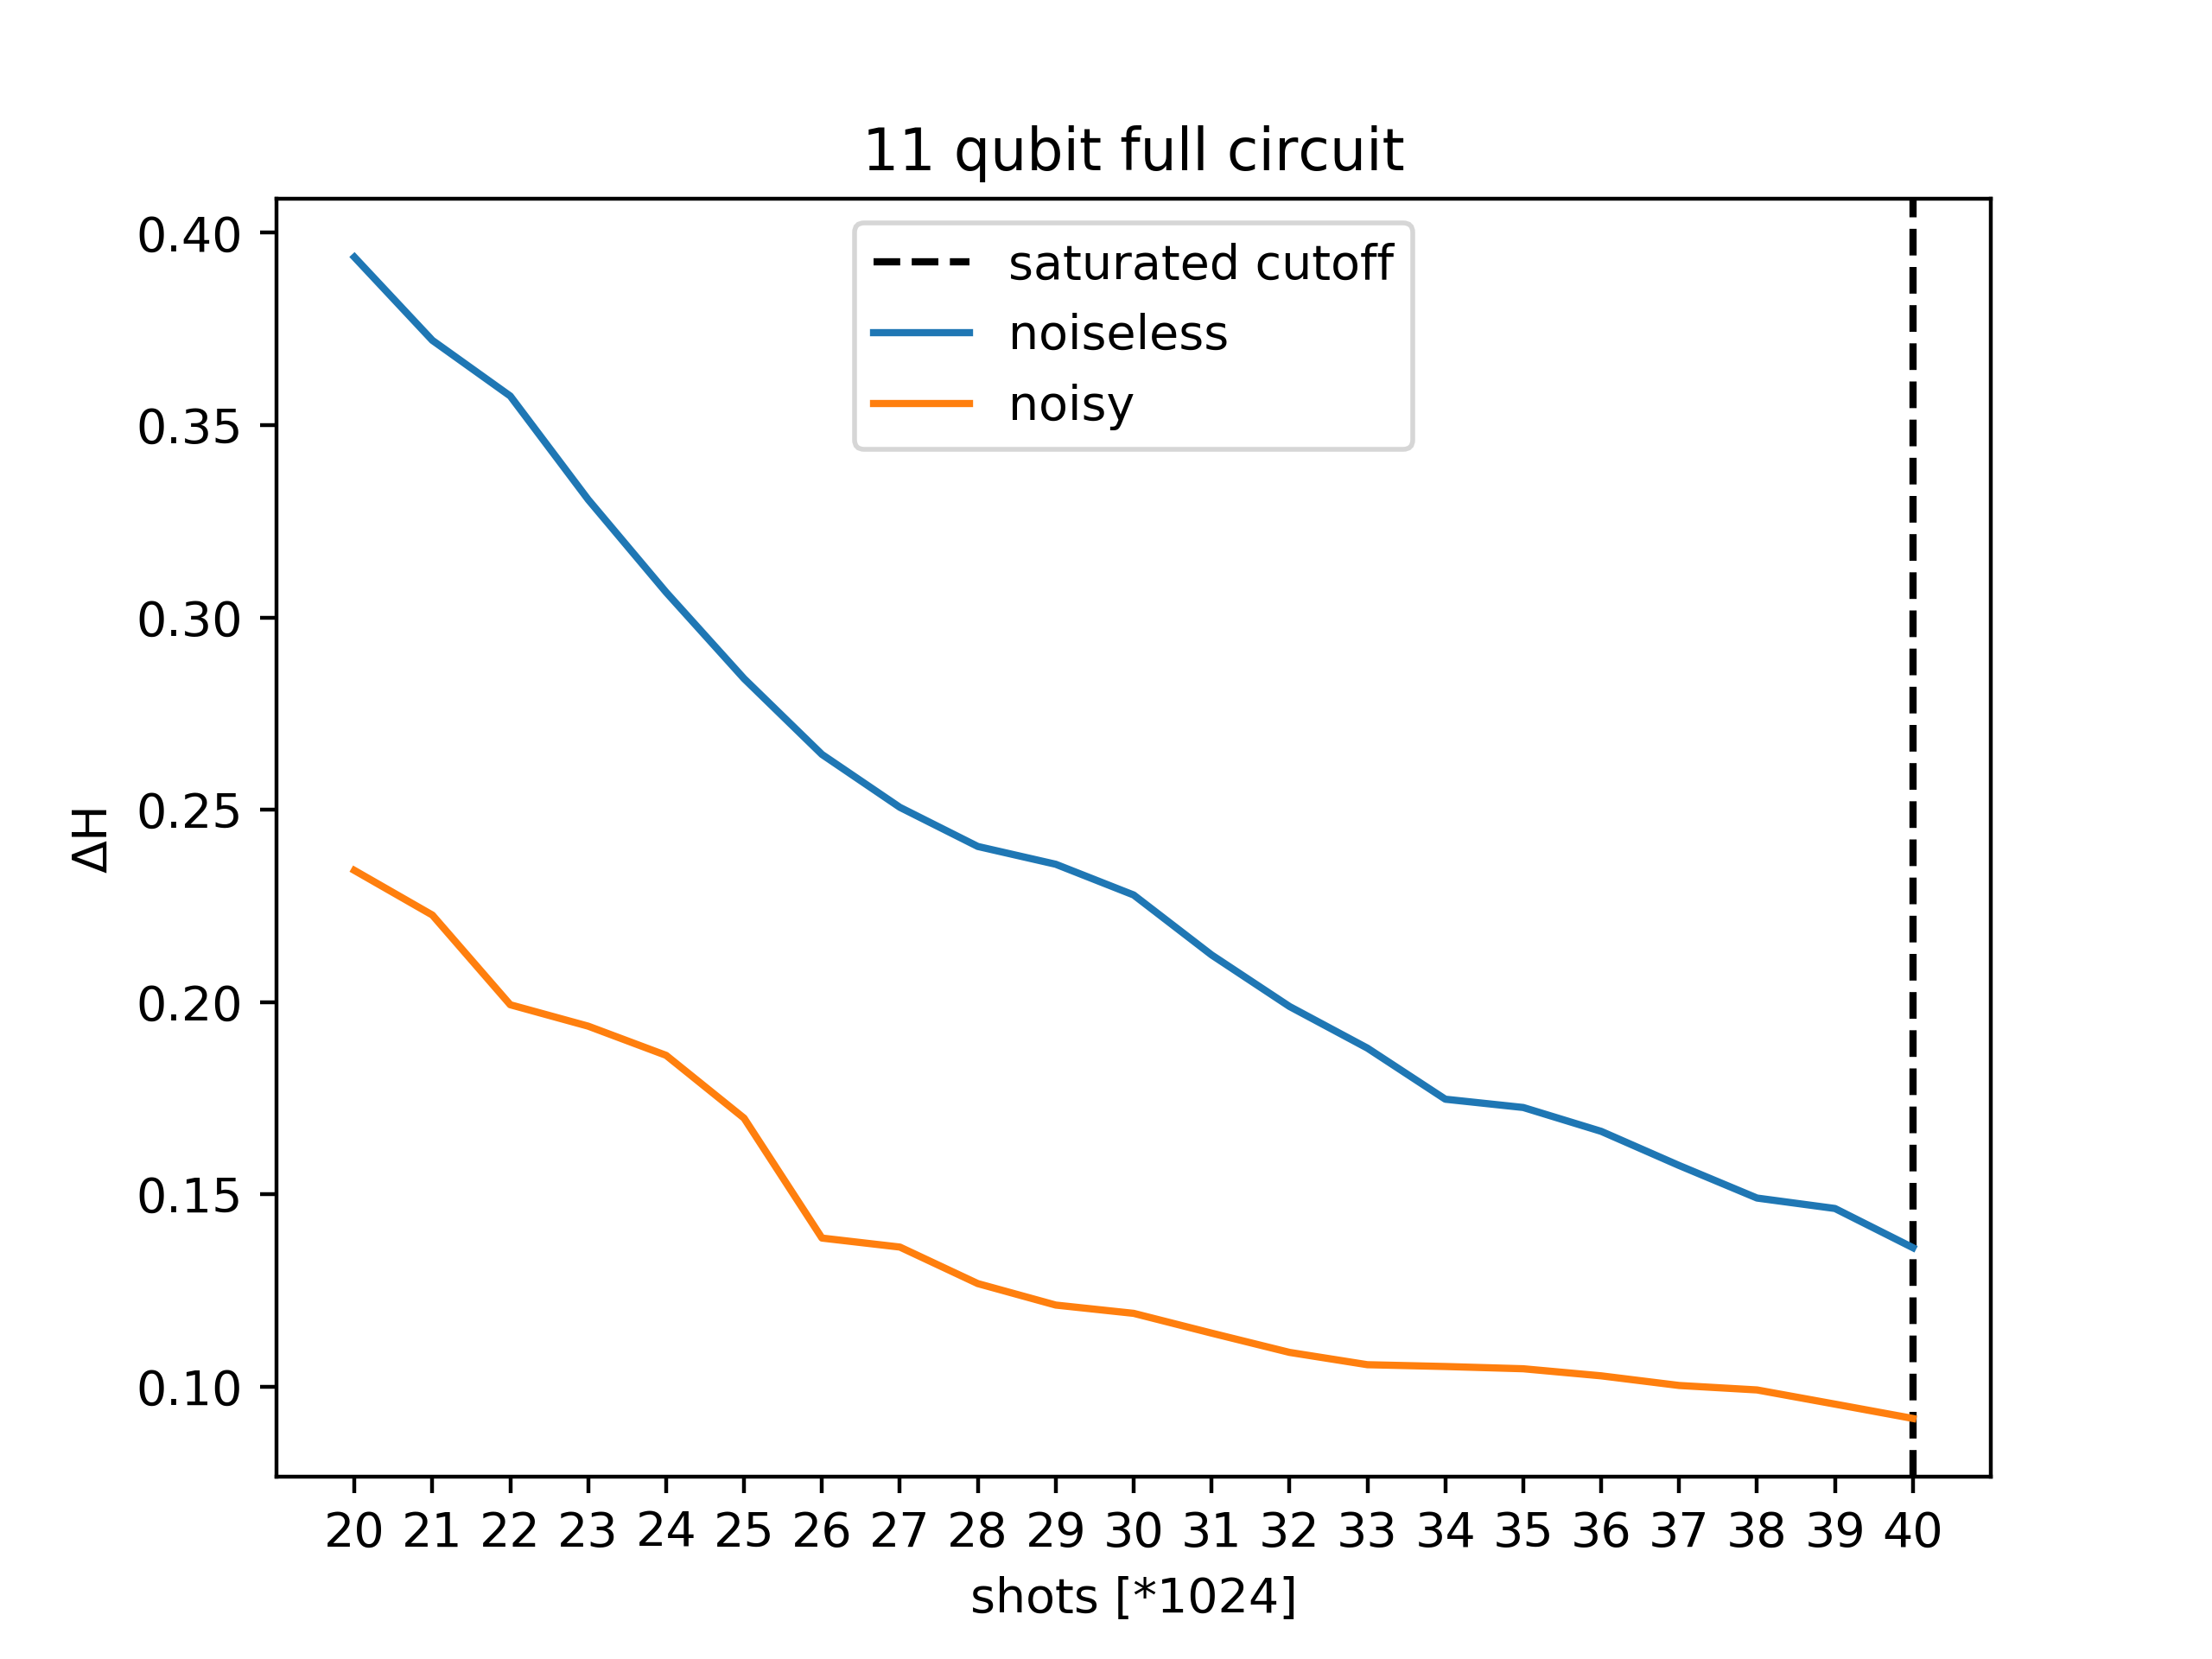 11 qubit full circuit
saturated cutoff
noiseless
noisy
0.40
0.35
0.30
0.25
0.20
0.15
0.10
ΔH
20 21 22 23 24 25 26 27 28 29 30 31 32 33 34 35 36 37 38 39 40
shots [*1024]